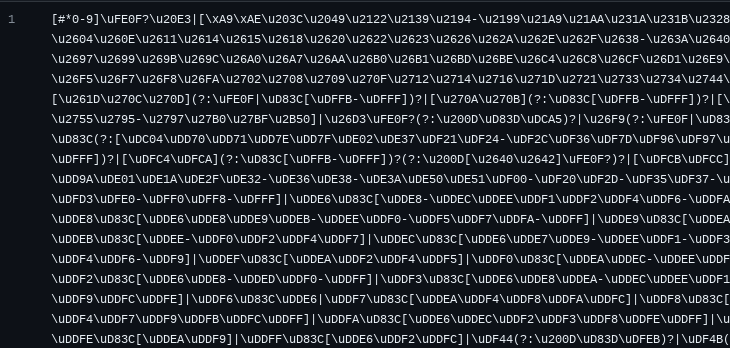 1 [#*0-9]\uFE0F?\u20E3|[\xA9\xAE\u203C\u2049\u2122\u2139\u2194-\u2199\u21A9\u21AA\u231A\u231B\u2328
\u2604\u260E\u2611\u2614\u2615\u2618\u2620\u2622\u2623\u2626\u262A\u262E\u262F\u2638-\u263A\u2640
\u2697\u2699\u269B\u269C\u26A0\u26A7\u26AA\u26B0\u26B1\u26BD\u26BE\u26C4\u26C8\u26CF\u26D1\u26E9\
\u26F5\u26F7\u26F8\u26FA\u2702\u2708\u2709\u270F\u2712\u2714\u2716\u271D\u2721\u2733\u2734\u2744\
[\u261D\u270C\u270D](?:\uFE0F|\uD83C[\uDFFB-\uDFFF])?|[\u270A\u270B](?:\uD83C[\uDFFB-\uDFFF])?|[\
\u2755\u2795-\u2797\u27B0\u27BF\u2B50]|\u26D3\uFE0F?(?:\u200D\uD83D\uDCA5)?|\u26F9(?:\uFE0F|\uD83
\uD83C(?:[\uDC04\uDD70\uDD71\uDD7E\uDD7F\uDE02\uDE37\uDF21\uDF24-\uDF2C\uDF36\uDF7D\uDF96\uDF97\u
\uDFFF])?|[\uDFC4\uDFCA](?:\uD83C[\uDFFB-\uDFFF])?(?:\u200D[\u2640\u2642]\uFE0F?)?|[\uDFCB\uDFCC]
\uDD9A\uDE01\uDE1A\uDE2F\uDE32-\uDE36\uDE38-\uDE3A\uDE50\uDE51\uDF00-\uDF20\uDF2D-\uDF35\uDF37-\u
\uDFD3\uDFE0-\uDFF0\uDFF8-\uDFFF]|\uDDE6\uD83C[\uDDE8-\uDDEC\uDDEE\uDDF1\uDDF2\uDDF4\uDDF6-\uDDFA
\uDDE8\uD83C[\uDDE6\uDDE8\uDDE9\uDDEB-\uDDEE\uDDF0-\uDDF5\uDDF7\uDDFA-\uDDFF]|\uDDE9\uD83C[\uDDEA
\uDDEB\uD83C[\uDDEE-\uDDF0\uDDF2\uDDF4\uDDF7]|\uDDEC\uD83C[\uDDE6\uDDE7\uDDE9-\uDDEE\uDDF1-\uDDF3
\uDDF4\uDDF6-\uDDF9]|\uDDEF\uD83C[\uDDEA\uDDF2\uDDF4\uDDF5]|\uDDF0\uD83C[\uDDEA\uDDEC-\uDDEE\uDDF
\uDDF2\uD83C[\uDDE6\uDDE8-\uDDED\uDDF0-\uDDFF]|\uDDF3\uD83C[\uDDE6\uDDE8\uDDEA-\uDDEC\uDDEE\uDDF1
\uDDF9\uDDFC\uDDFE]|\uDDF6\uD83C\uDDE6|\uDDF7\uD83C[\uDDEA\uDDF4\uDDF8\uDDFA\uDDFC]|\uDDF8\uD83C[
\uDDF4\uDDF7\uDDF9\uDDFB\uDDFC\uDDFF]|\uDDFA\uD83C[\uDDE6\uDDEC\uDDF2\uDDF3\uDDF8\uDDFE\uDDFF]|\u
\uDDFE\uD83C[\uDDEA\uDDF9]|\uDDFF\uD83C[\uDDE6\uDDF2\uDDFC]|\uDF44(?:\u200D\uD83D\uDFEB)?|\uDF4B(